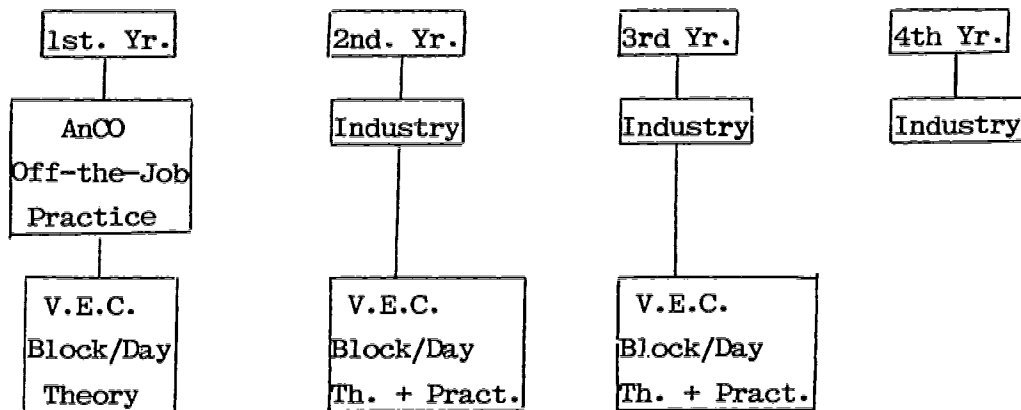 1st. Yr.
2nd. Yr.
3rd Yr.
4th Yr.
AnCO
Off-the-Job
Practice
Industry
Industry
Industry
V.E.C.
Block/Day
Theory
V.E.C.
Block/Day
Th. + Pract.
V.E.C.
Block/Day
Th. + Pract.